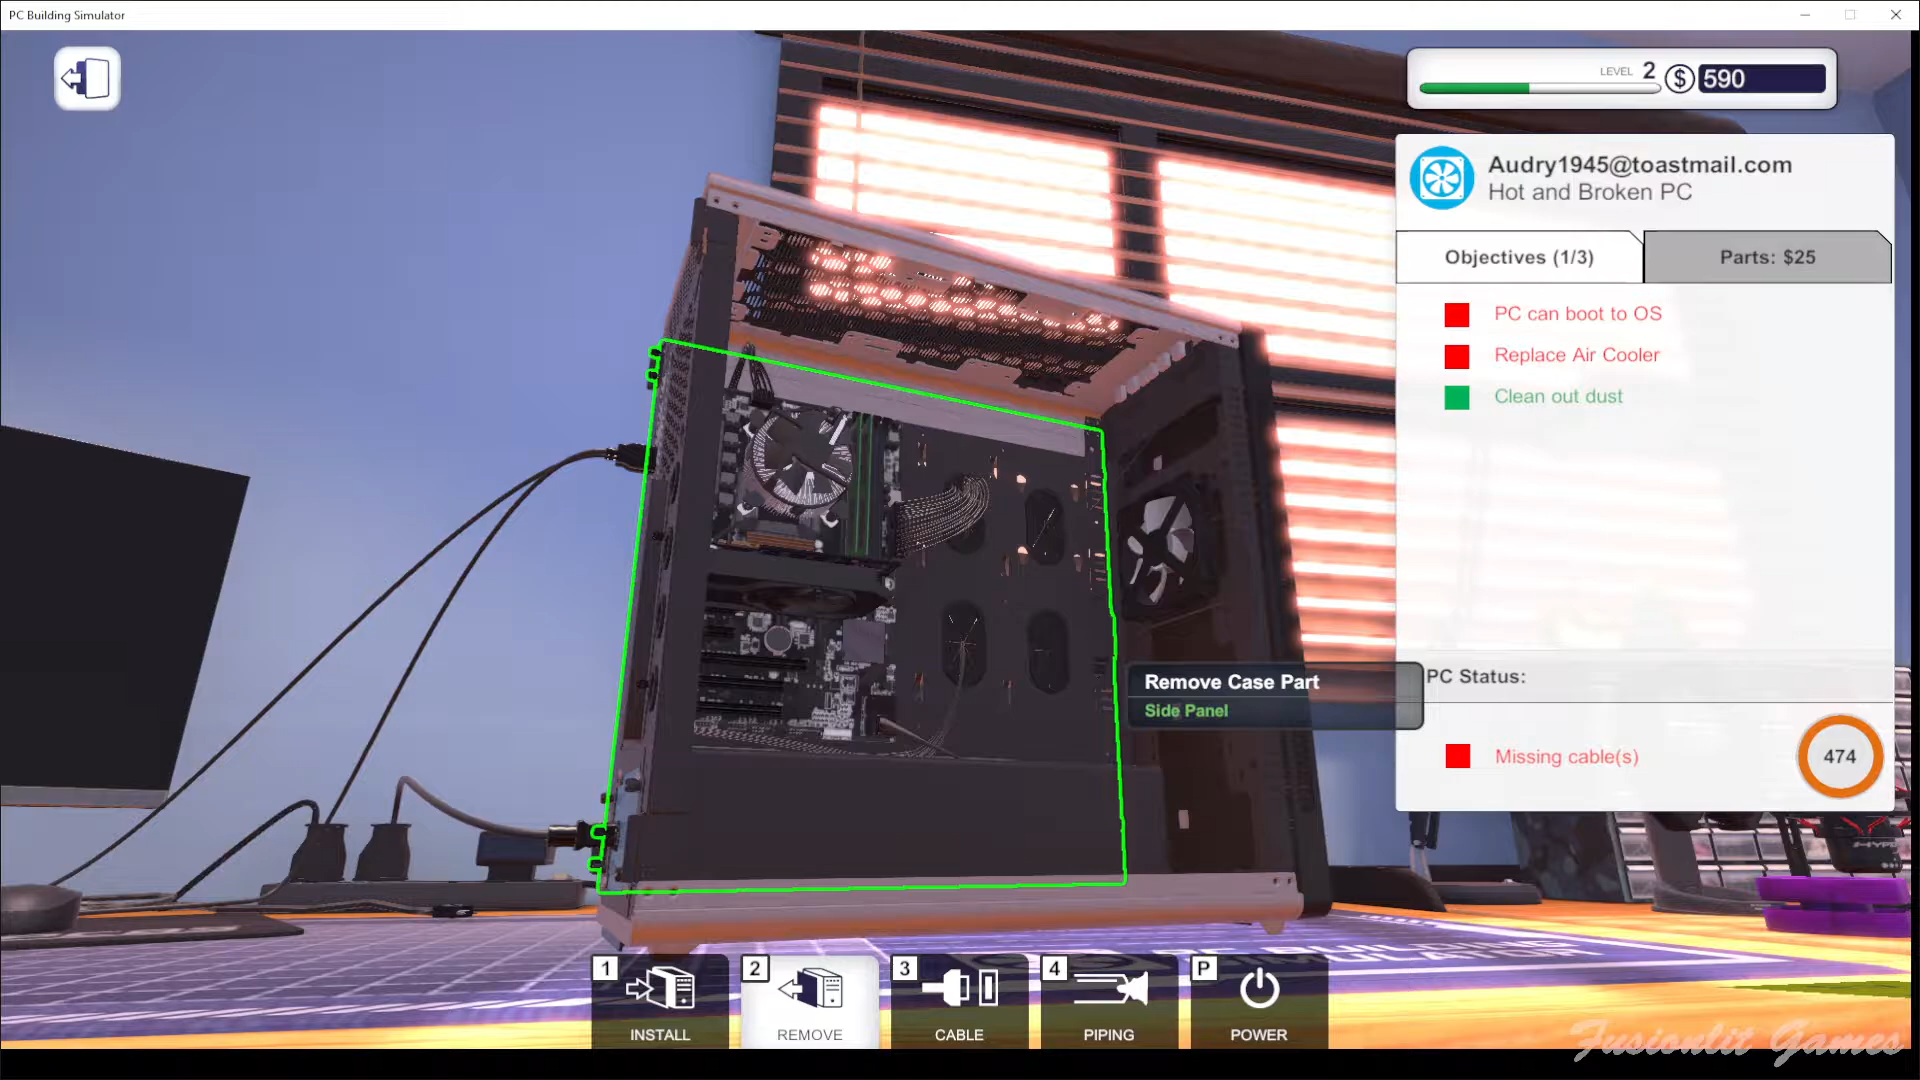 PC Building Simulator
LEVEL 2
$ 590
Audry1945@toastmail.com
Hot and Broken PC
Objectives (1/3)
Parts: $25
PC can boot to OS
Replace Air Cooler
Clean out dust
Remove Case Part
Side Panel
PC Status:
Missing cable(s)
474
1
INSTALL
2
REMOVE
3
CABLE
4
PIPING
P
POWER
Fusionlit Games